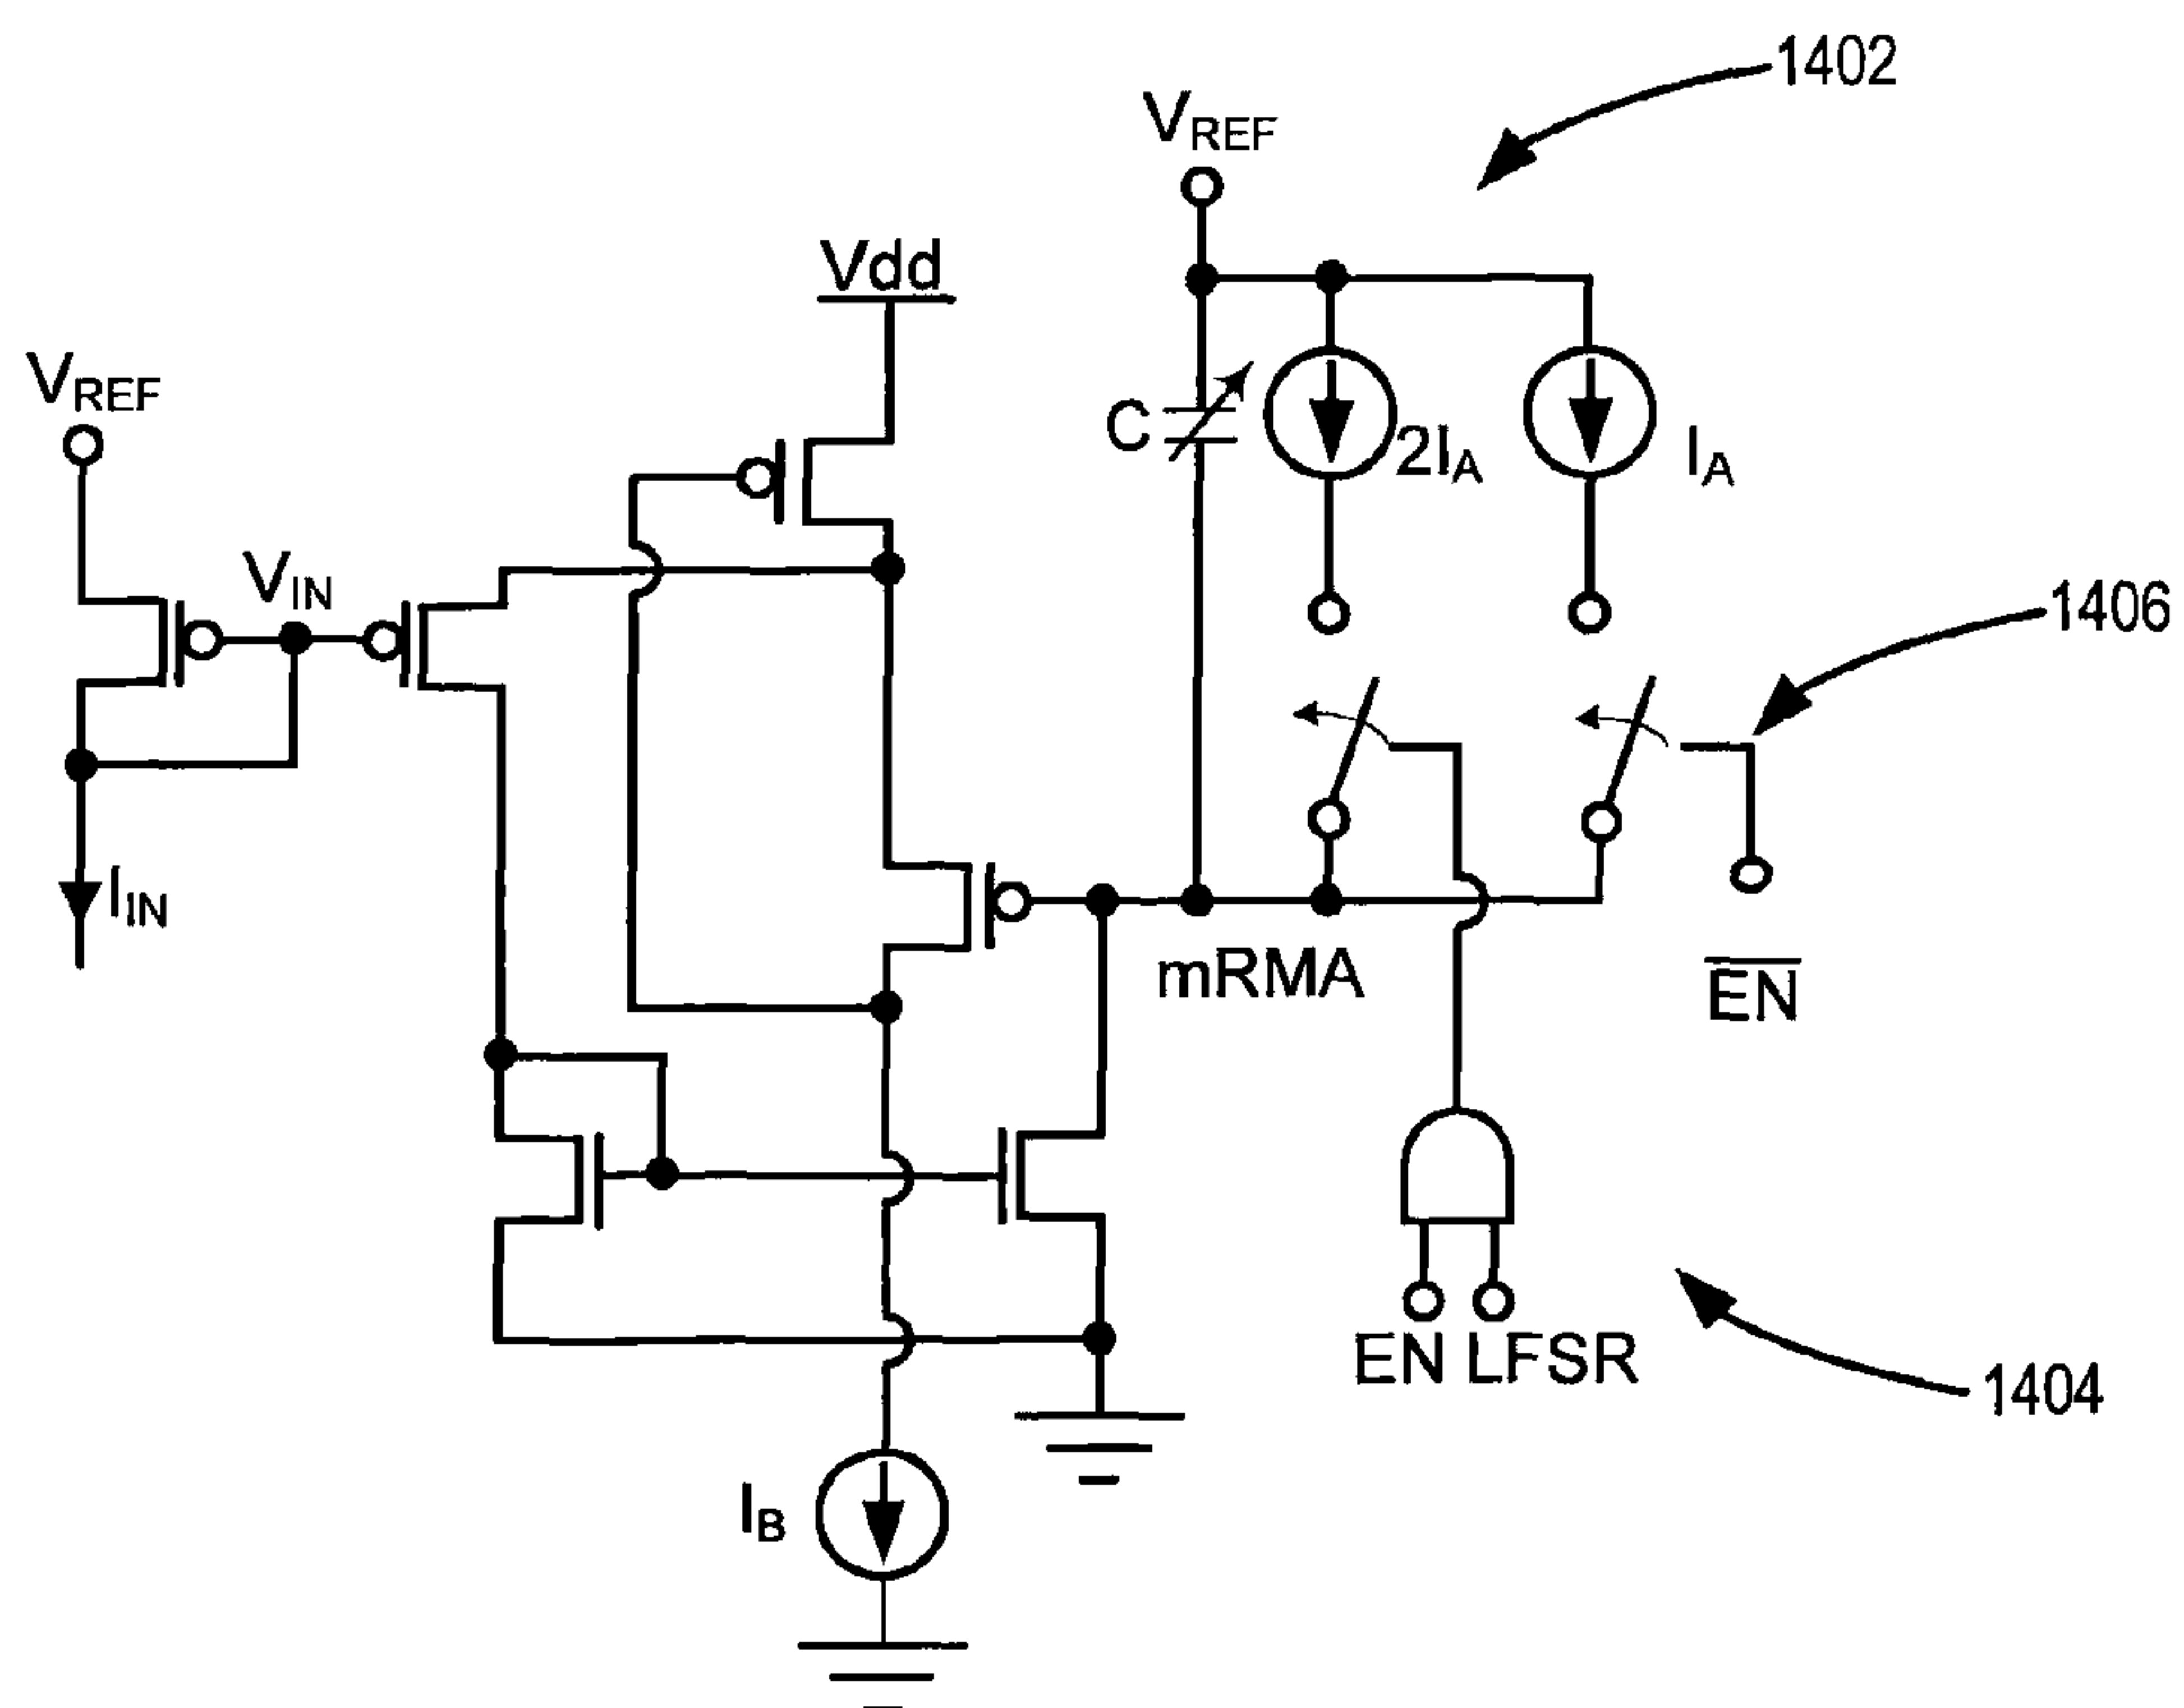 1402
VREF
Vdd
VREF
C
2IA
IA
VIN
1406
IIN
mRMA
EN
EN LFSR
1404
IB